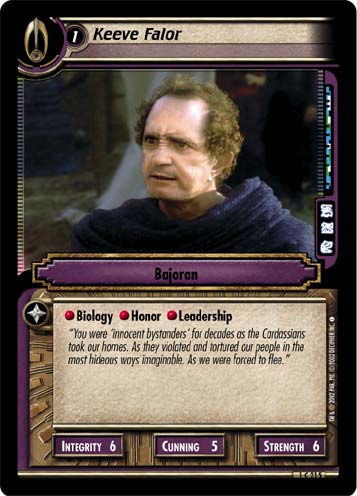 1 Keeve Falor
Bajoran
Biology Honor Leadership
"You were 'innocent bystanders' for decades as the Cardassians
took our homes. As they violated and tortured our people in the
most hideous ways imaginable. As we were forced to flee."
INTEGRITY 6 CUNNING 5 STRENGTH 6
1 C 215